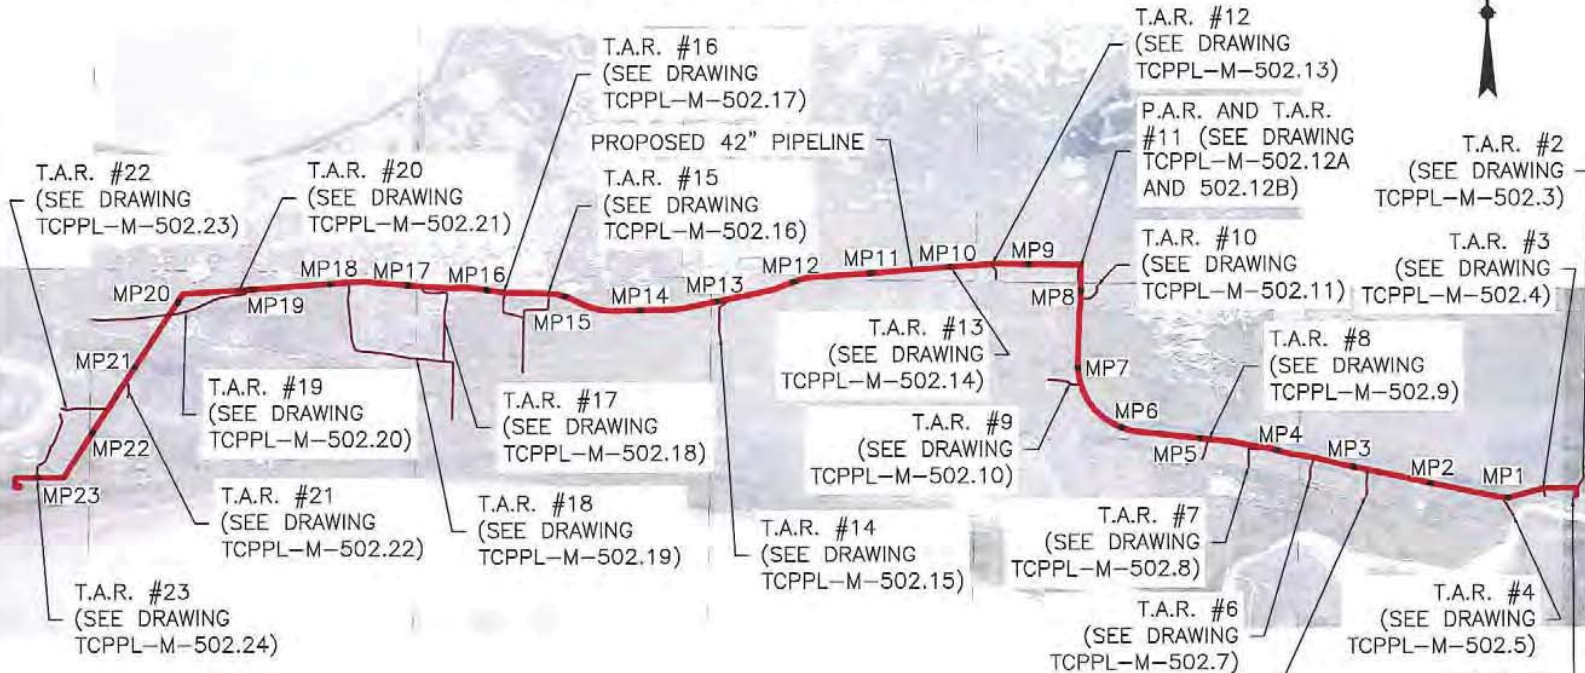 T.A.R. #12
(SEE DRAWING
TCPPL-M-502.13)
T.A.R. #16
(SEE DRAWING
TCPPL-M-502.17)
P.A.R. AND T.A.R.
#11 (SEE DRAWING
TCPPL-M-502.12A
AND 502.12B)
PROPOSED 42" PIPELINE
T.A.R. #2
(SEE DRAWING
TCPPL-M-502.3)
T.A.R. #22
(SEE DRAWING
TCPPL-M-502.23)
T.A.R. #20
(SEE DRAWING
TCPPL-M-502.21)
T.A.R. #15
(SEE DRAWING
TCPPL-M-502.16)
T.A.R. #10
(SEE DRAWING
TCPPL-M-502.11)
T.A.R. #3
(SEE DRAWING
TCPPL-M-502.4)
MP20
MP19
MP18
MP17
MP16
MP15
MP14
MP13
MP12
MP11
MP10
MP9
MP8
MP7
MP6
MP5
MP4
MP3
MP2
MP1
MP21
MP22
MP23
T.A.R. #13
(SEE DRAWING
TCPPL-M-502.14)
T.A.R. #8
(SEE DRAWING
TCPPL-M-502.9)
T.A.R. #19
(SEE DRAWING
TCPPL-M-502.20)
T.A.R. #17
(SEE DRAWING
TCPPL-M-502.18)
T.A.R. #9
(SEE DRAWING
TCPPL-M-502.10)
T.A.R. #21
(SEE DRAWING
TCPPL-M-502.22)
T.A.R. #18
(SEE DRAWING
TCPPL-M-502.19)
T.A.R. #14
(SEE DRAWING
TCPPL-M-502.15)
T.A.R. #7
(SEE DRAWING
TCPPL-M-502.8)
T.A.R. #23
(SEE DRAWING
TCPPL-M-502.24)
T.A.R. #6
(SEE DRAWING
TCPPL-M-502.7)
T.A.R. #4
(SEE DRAWING
TCPPL-M-502.5)